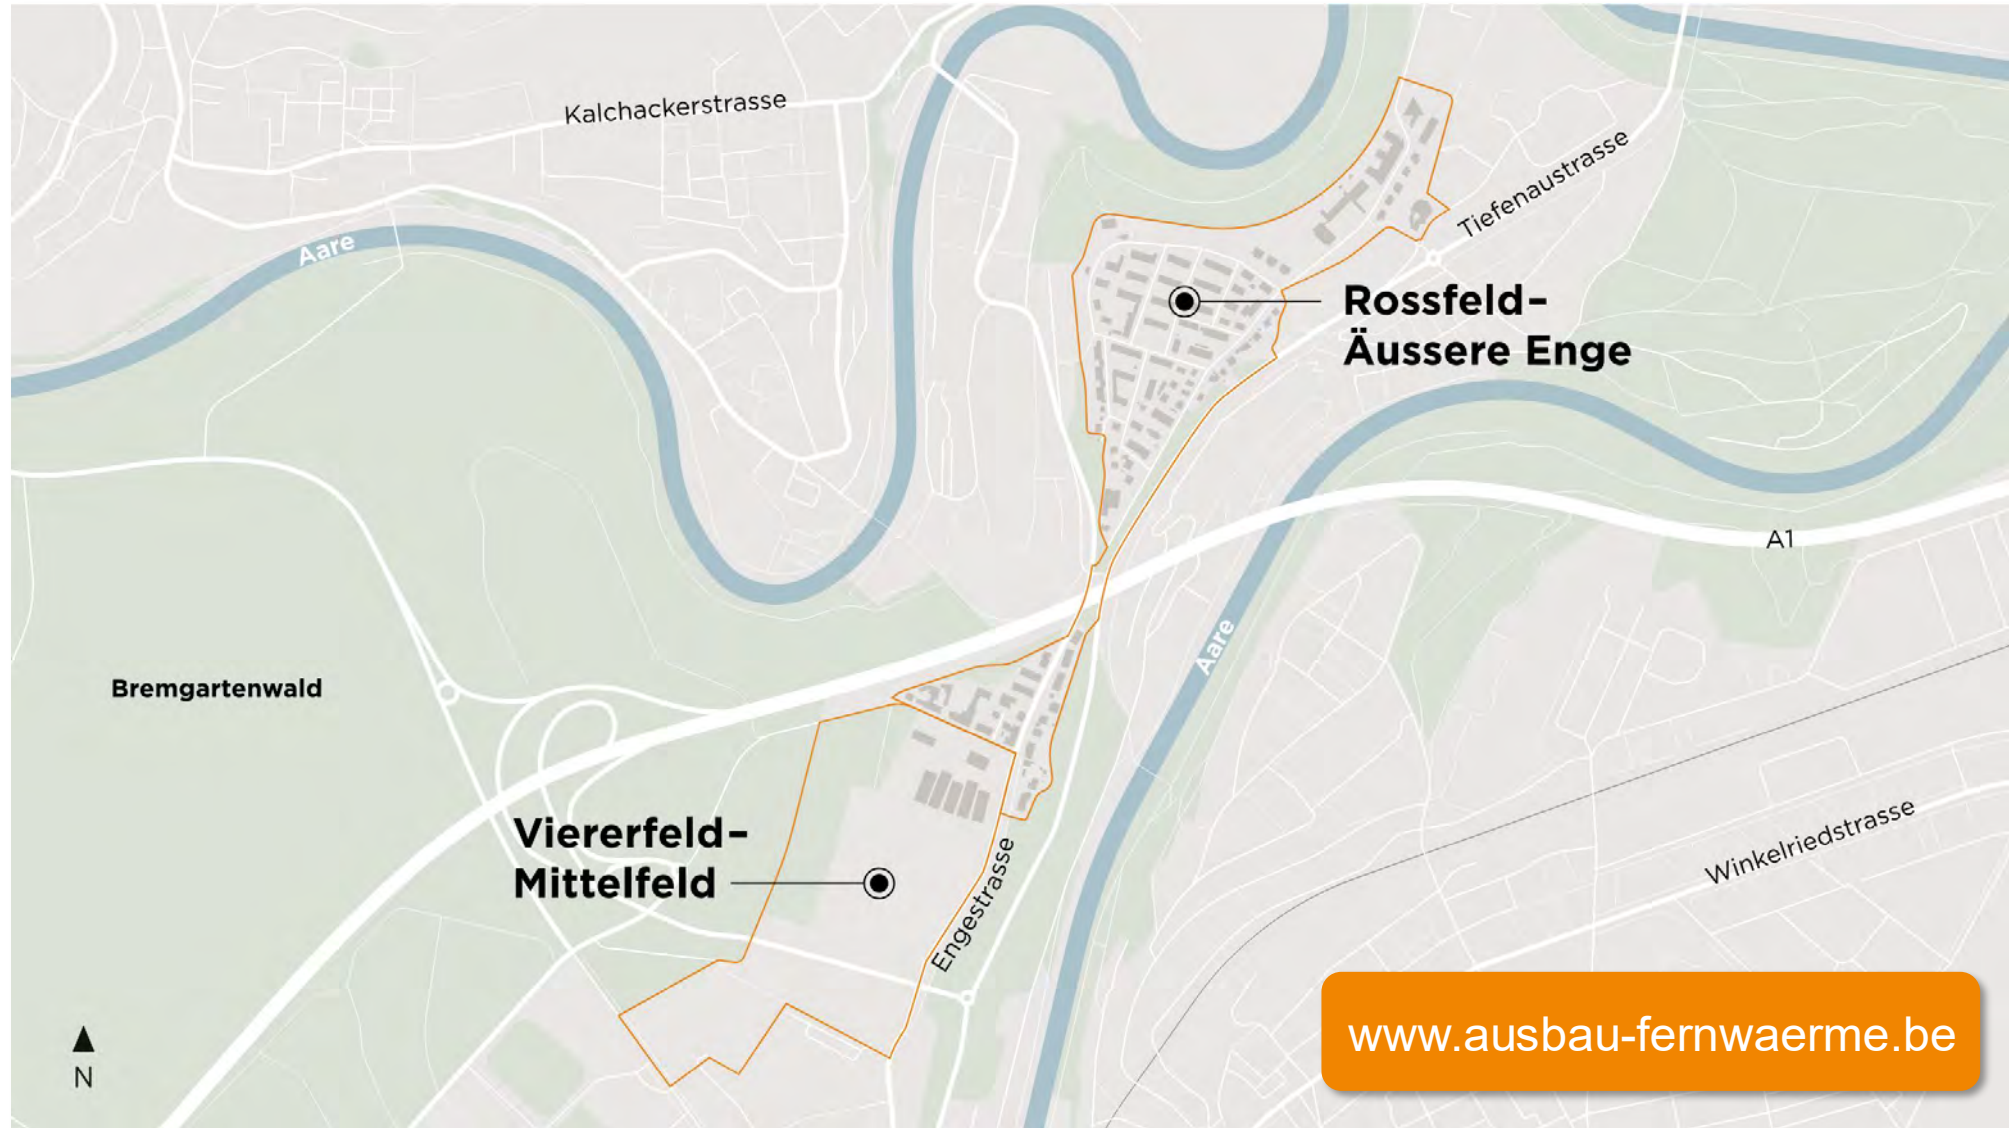 Kalchackerstrasse
Tiefenaustrasse
Aare
Rossfeld–
Äussere Enge
A1
Aare
Bremgartenwald
Viererfeld–
Mittelfeld
Engestrasse
Winkelriedstrasse
www.ausbau-fernwaerme.be
N